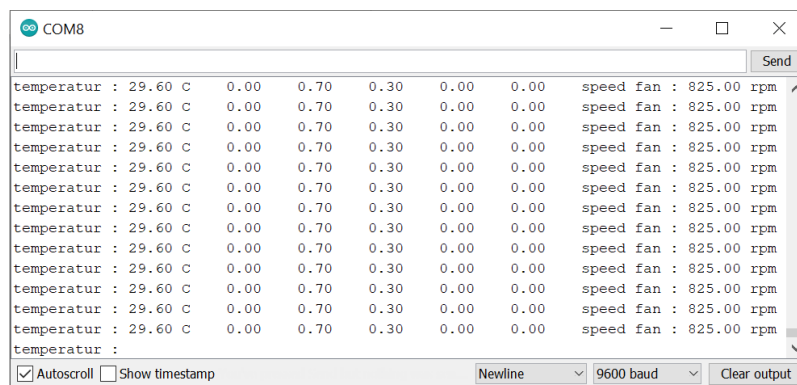 COM8
Send
temperatur : 29.60 C 0.00 0.70 0.30 0.00 0.00 speed fan : 825.00 rpm
temperatur : 29.60 C 0.00 0.70 0.30 0.00 0.00 speed fan : 825.00 rpm
temperatur : 29.60 C 0.00 0.70 0.30 0.00 0.00 speed fan : 825.00 rpm
temperatur : 29.60 C 0.00 0.70 0.30 0.00 0.00 speed fan : 825.00 rpm
temperatur : 29.60 C 0.00 0.70 0.30 0.00 0.00 speed fan : 825.00 rpm
temperatur : 29.60 C 0.00 0.70 0.30 0.00 0.00 speed fan : 825.00 rpm
temperatur : 29.60 C 0.00 0.70 0.30 0.00 0.00 speed fan : 825.00 rpm
temperatur : 29.60 C 0.00 0.70 0.30 0.00 0.00 speed fan : 825.00 rpm
temperatur : 29.60 C 0.00 0.70 0.30 0.00 0.00 speed fan : 825.00 rpm
temperatur : 29.60 C 0.00 0.70 0.30 0.00 0.00 speed fan : 825.00 rpm
temperatur : 29.60 C 0.00 0.70 0.30 0.00 0.00 speed fan : 825.00 rpm
temperatur : 29.60 C 0.00 0.70 0.30 0.00 0.00 speed fan : 825.00 rpm
temperatur : 29.60 C 0.00 0.70 0.30 0.00 0.00 speed fan : 825.00 rpm
temperatur :
Autoscroll Show timestamp Newline 9600 baud Clear output